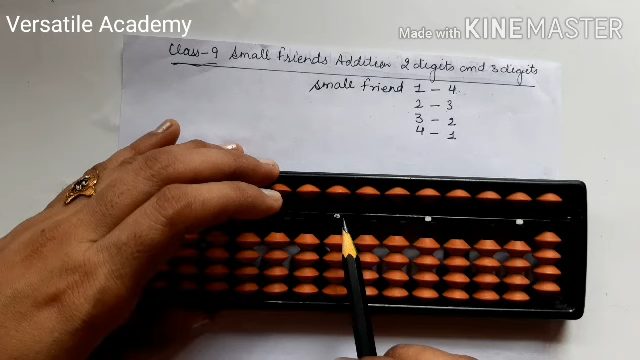 Versatile Academy
Made with KINEMASTER
Class-9 Small Friends Addition 2 digits and 3 digits
Small friend 1 - 4
2 - 3
3 - 2
4 - 1